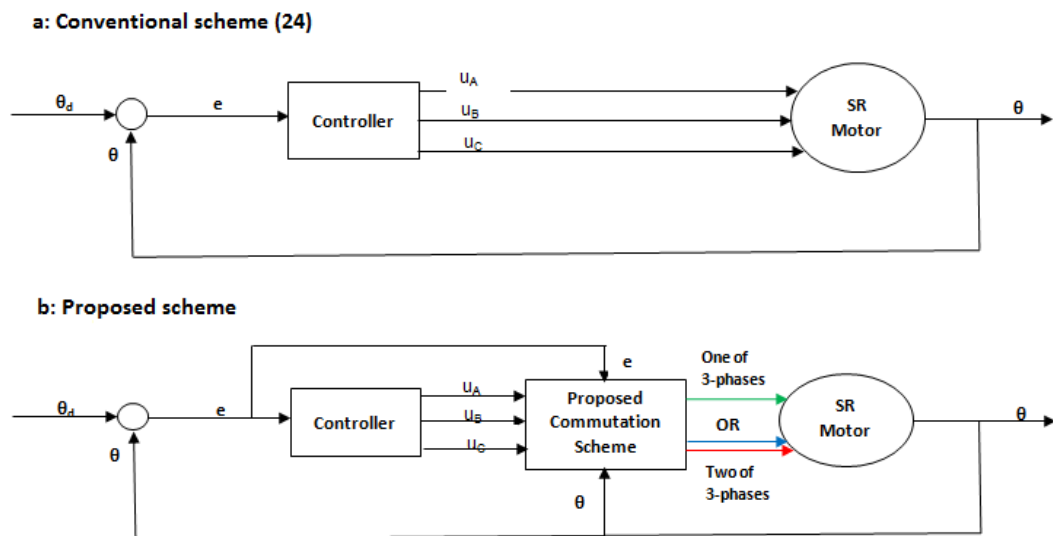 a: Conventional scheme (24)
θd
e
Controller
uA
uB
uC
SR
Motor
θ
θ
b: Proposed scheme
θd
e
e
Controller
uA
uB
uC
Proposed
Commutation
Scheme
One of
3-phases
OR
Two of
3-phases
SR
Motor
θ
θ
θ